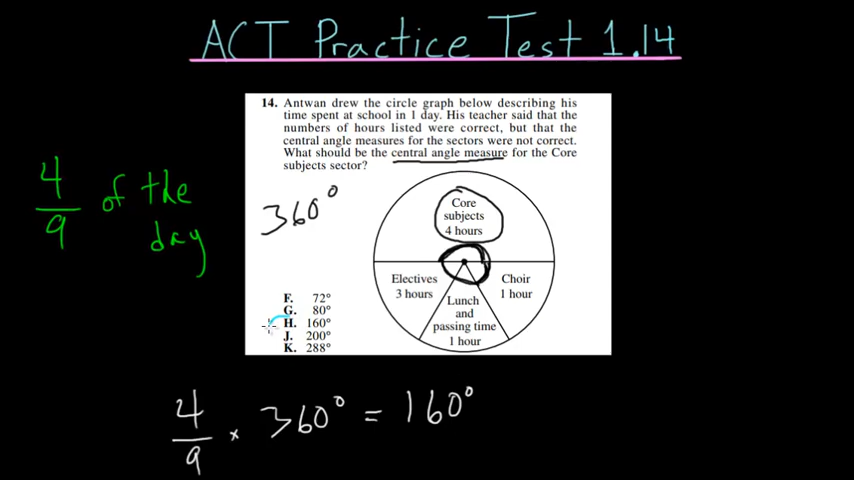 ACT Practice Test 1.14
14. Antwan drew the circle graph below describing his
time spent at school in 1 day. His teacher said that the
numbers of hours listed were correct, but that the
central angle measures for the sectors were not correct.
What should be the central angle measure for the Core
subjects sector?
4/9 of the
day
360°
Core
subjects
4 hours
Electives
3 hours
Choir
1 hour
Lunch
and
passing time
1 hour
F. 72°
G. 80°
H. 160°
J. 200°
K. 288°
4/9 × 360° = 160°